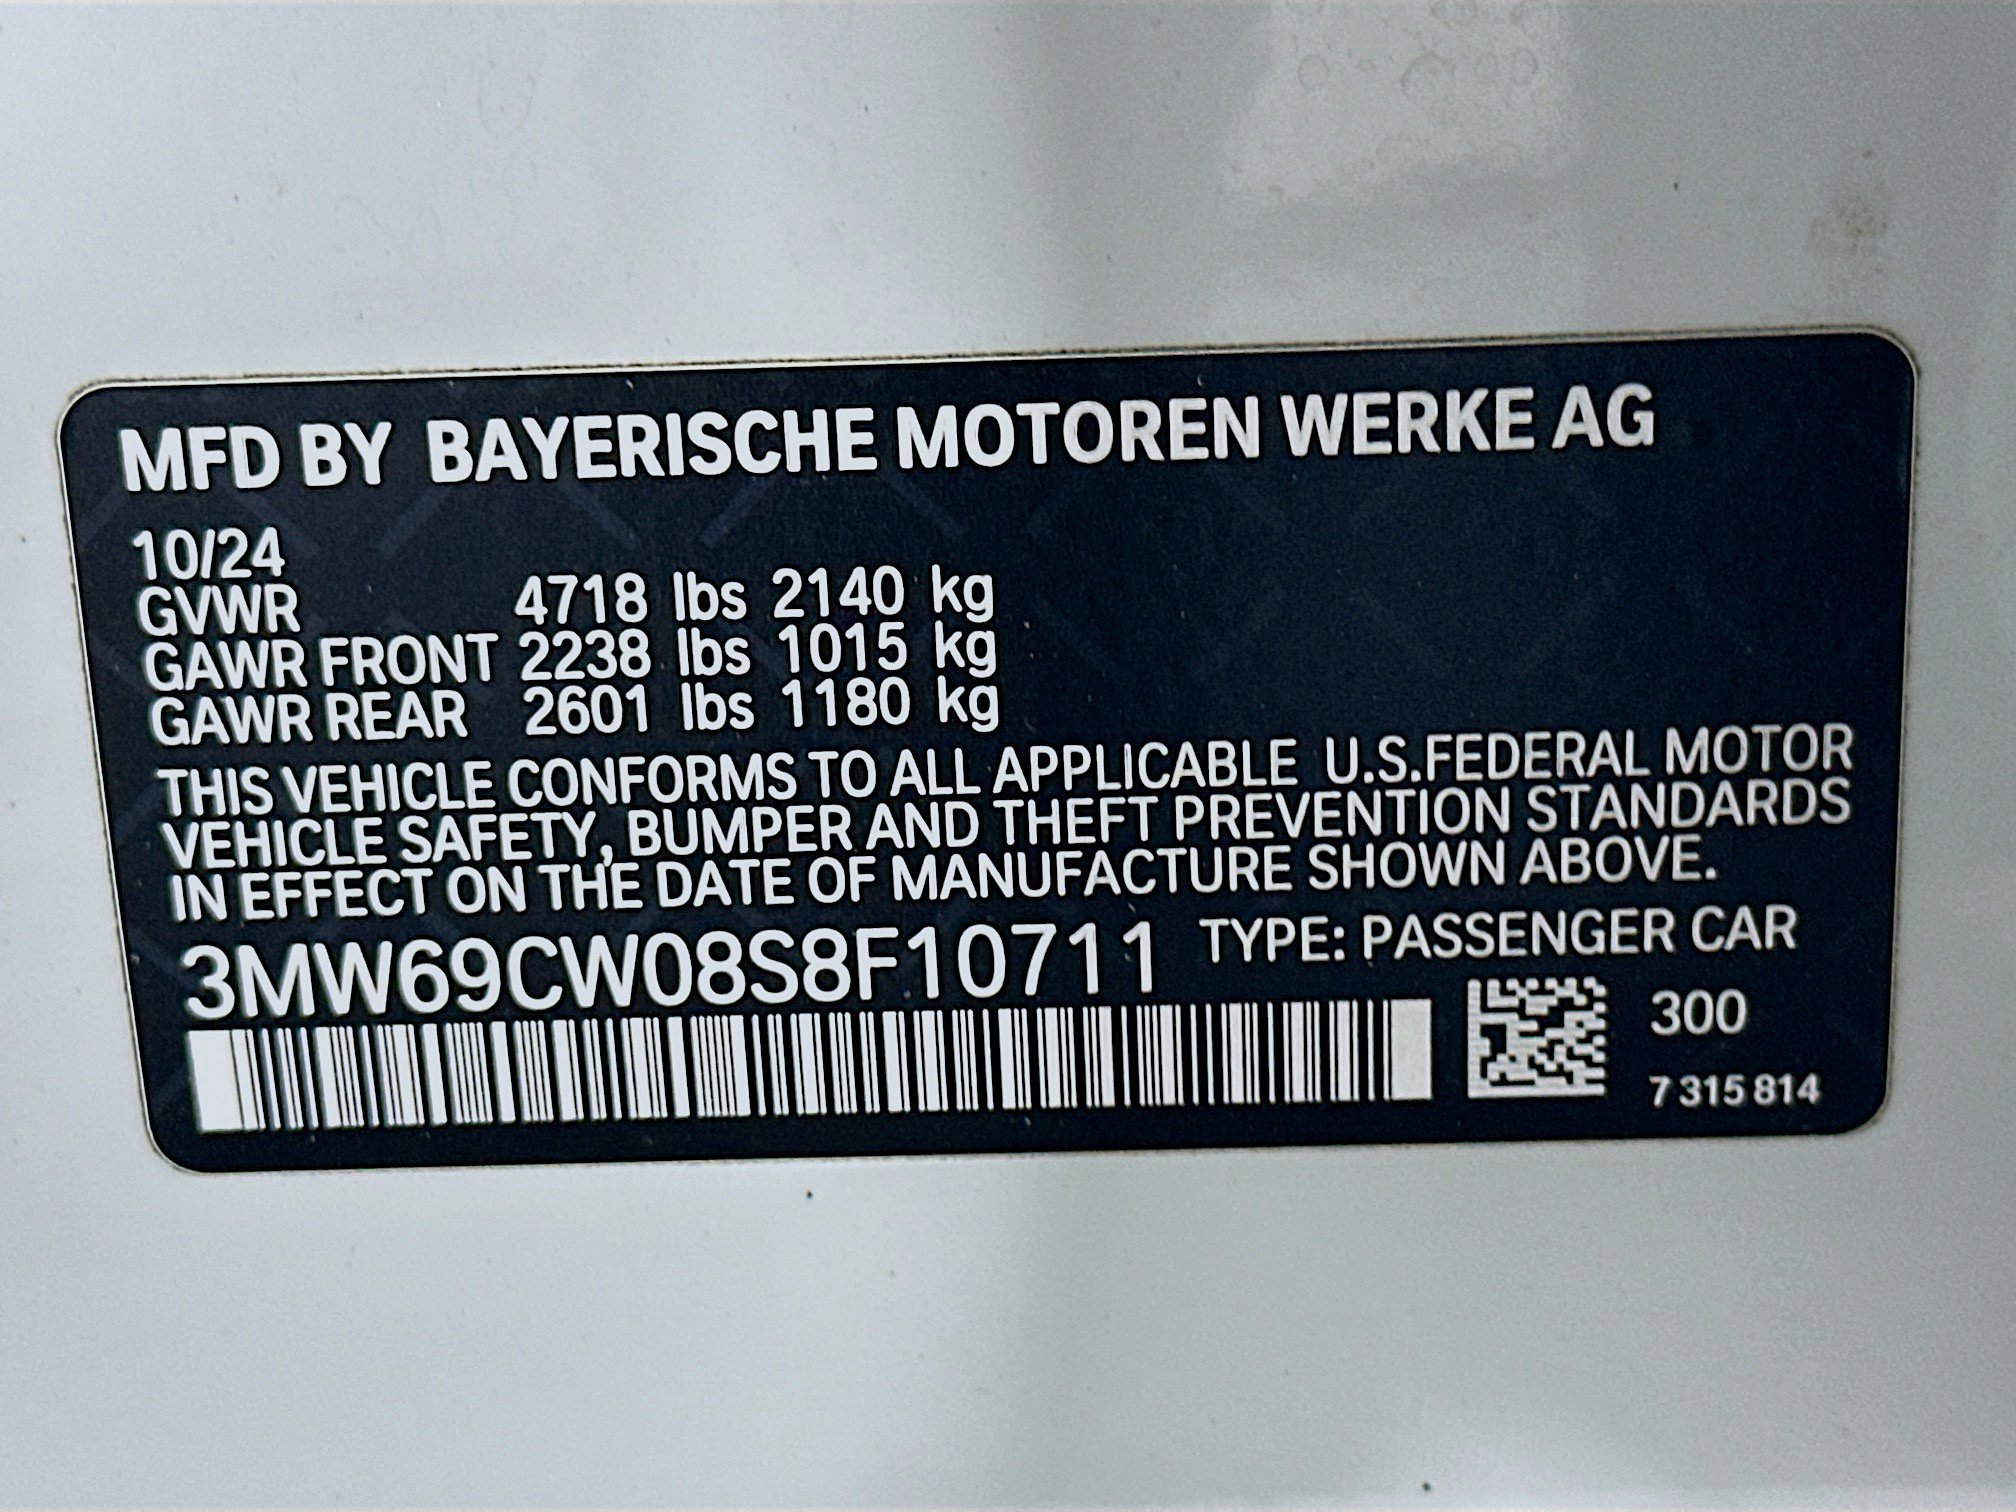 MFD BY BAYERISCHE MOTOREN WERKE AG
10/24
GVWR 4718 lbs 2140 kg
GAWR FRONT 2238 lbs 1015 kg
GAWR REAR 2601 lbs 1180 kg
THIS VEHICLE CONFORMS TO ALL APPLICABLE U.S.FEDERAL MOTOR
VEHICLE SAFETY, BUMPER AND THEFT PREVENTION STANDARDS
IN EFFECT ON THE DATE OF MANUFACTURE SHOWN ABOVE.
3MW69CW08S8F10711 TYPE: PASSENGER CAR
300
7 315 814